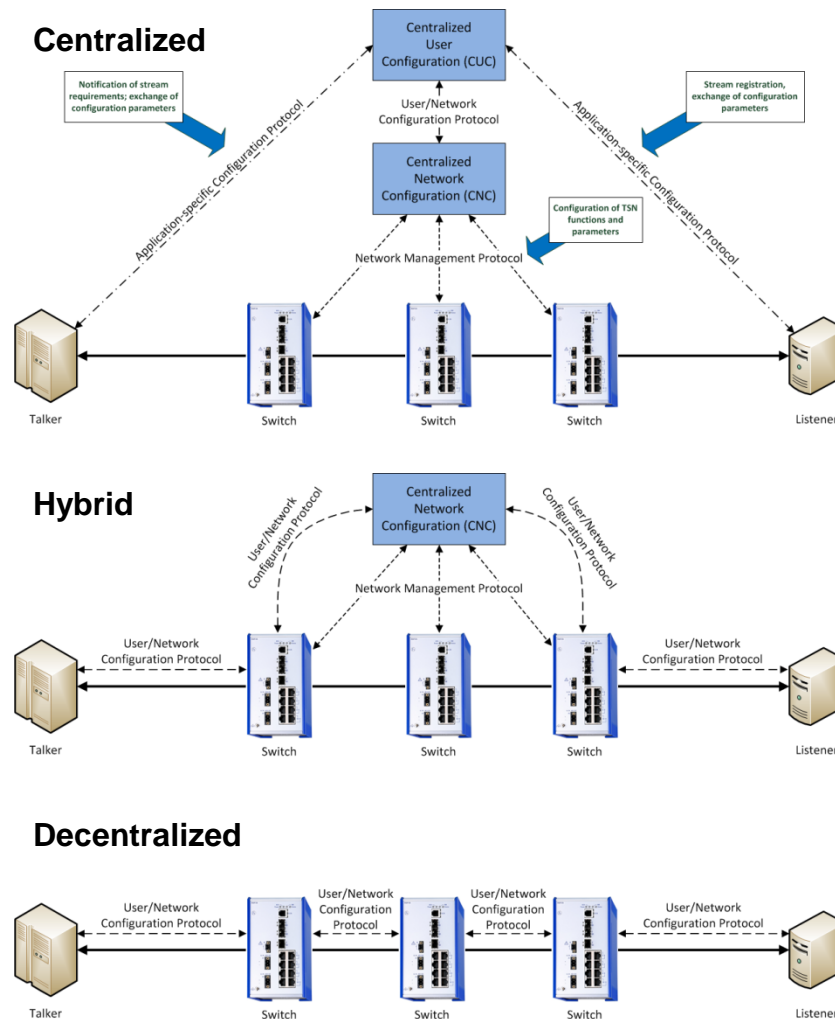 Centralized
Centralized
User
Configuration (CUC)
Notification of stream
requirements; exchange of
configuration parameters
Stream registration,
exchange of configuration
parameters
User/Network
Configuration Protocol
Application-specific Configuration Protocol
Application-specific Configuration Protocol
Centralized
Network
Configuration (CNC)
Configuration of TSN
functions and
parameters
Network Management Protocol
Talker
Switch
Switch
Switch
Listener
Hybrid
Centralized
Network
Configuration (CNC)
User/Network
Configuration Protocol
User/Network
Configuration Protocol
Network Management Protocol
User/Network
Configuration Protocol
User/Network
Configuration Protocol
Talker
Switch
Switch
Switch
Listener
Decentralized
User/Network
Configuration Protocol
User/Network
Configuration
Protocol
User/Network
Configuration
Protocol
User/Network
Configuration Protocol
Talker
Switch
Switch
Switch
Listener